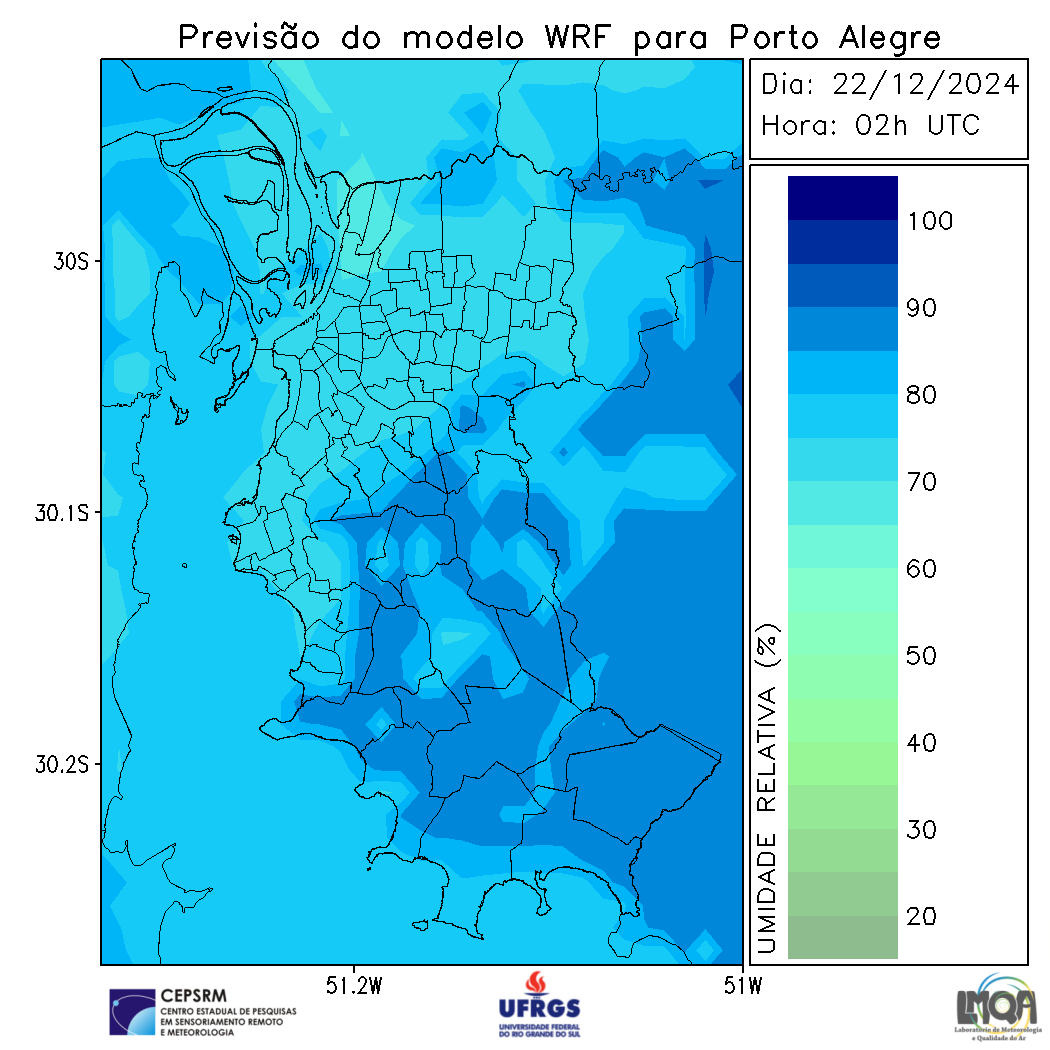 Previsão do modelo WRF para Porto Alegre
Dia: 22/12/2024
Hora: 02h UTC
30S
30.1S
30.2S
51.2W
51W
100
90
80
70
60
50
40
30
20
UMIDADE RELATIVA (%)
CEPSRM
CENTRO ESTADUAL DE PESQUISAS
EM SENSORIAMENTO REMOTO
E METEOROLOGIA
UFRGS
UNIVERSIDADE FEDERAL
DO RIO GRANDE DO SUL
LMQA
Laboratório de Meteorologia
e Qualidade do Ar